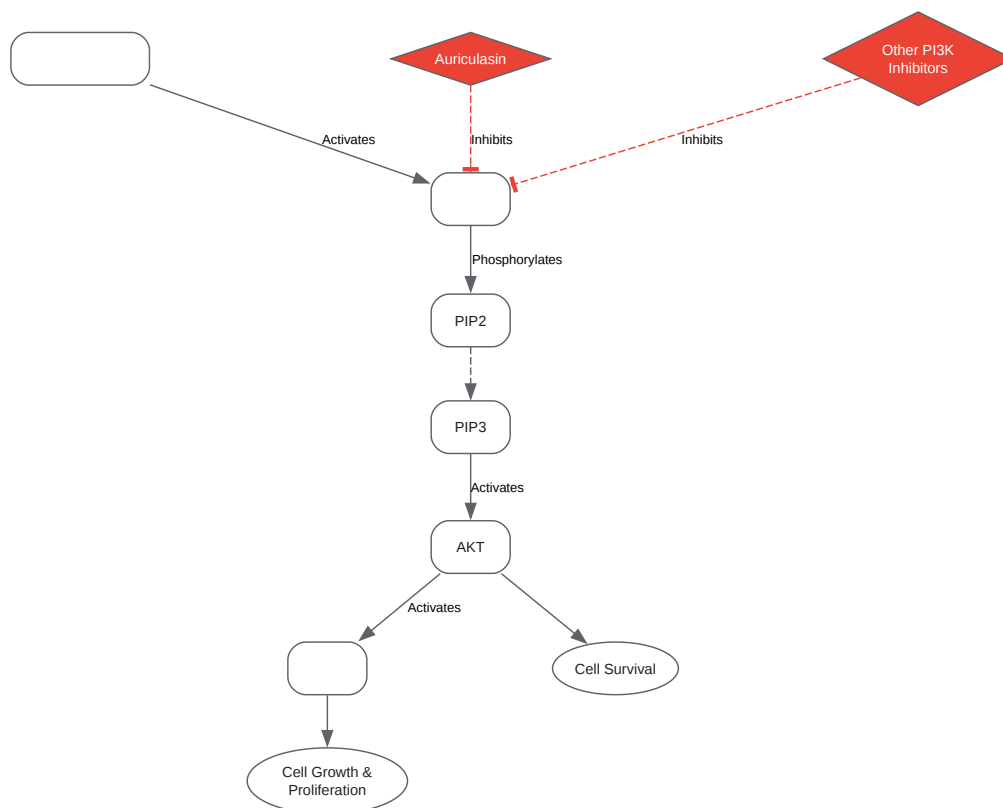 Auriculasin
Other PI3K
Inhibitors
Activates
Inhibits
Inhibits
Phosphorylates
PIP2
PIP3
Activates
AKT
Activates
Cell Survival
Cell Growth &
Proliferation